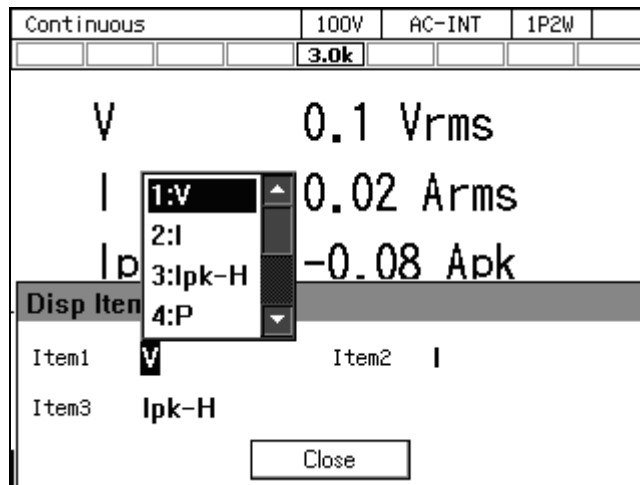 Continuous 100V AC-INT 1P2W
3.0k
V 0.1 Vrms
I 0.02 Arms
Ip -0.08 Apk
1:V
2:I
3:Ipk-H
4:P
Disp Iten
Item1 V Item2 I
Item3 Ipk-H
Close